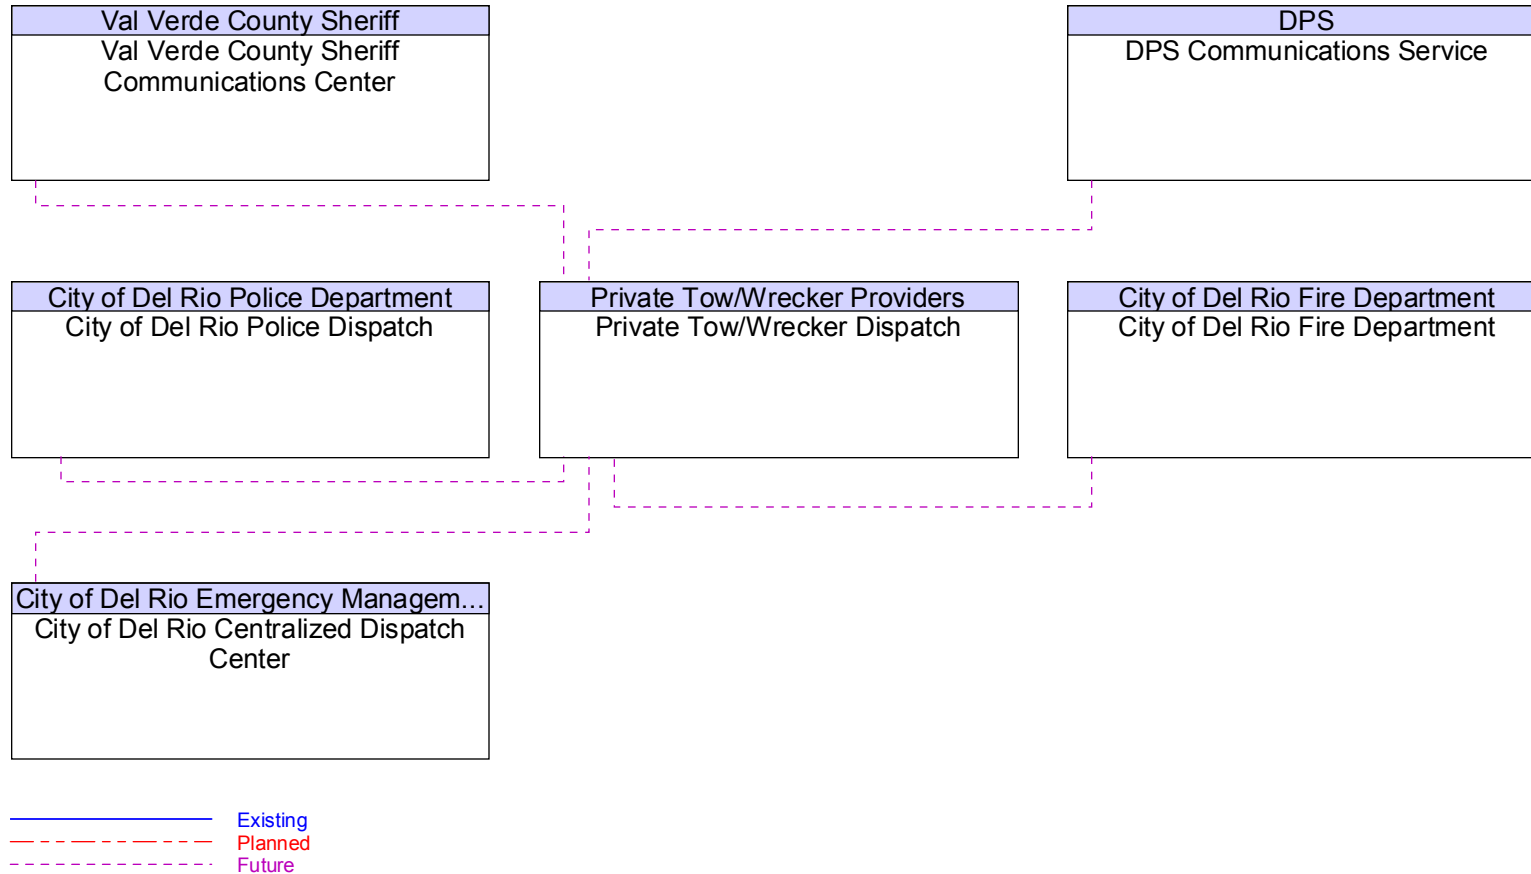 Val Verde County Sheriff
Val Verde County Sheriff
Communications Center
DPS
DPS Communications Service
City of Del Rio Police Department
City of Del Rio Police Dispatch
Private Tow/Wrecker Providers
Private Tow/Wrecker Dispatch
City of Del Rio Fire Department
City of Del Rio Fire Department
City of Del Rio Emergency Managem...
City of Del Rio Centralized Dispatch
Center
Existing
Planned
Future